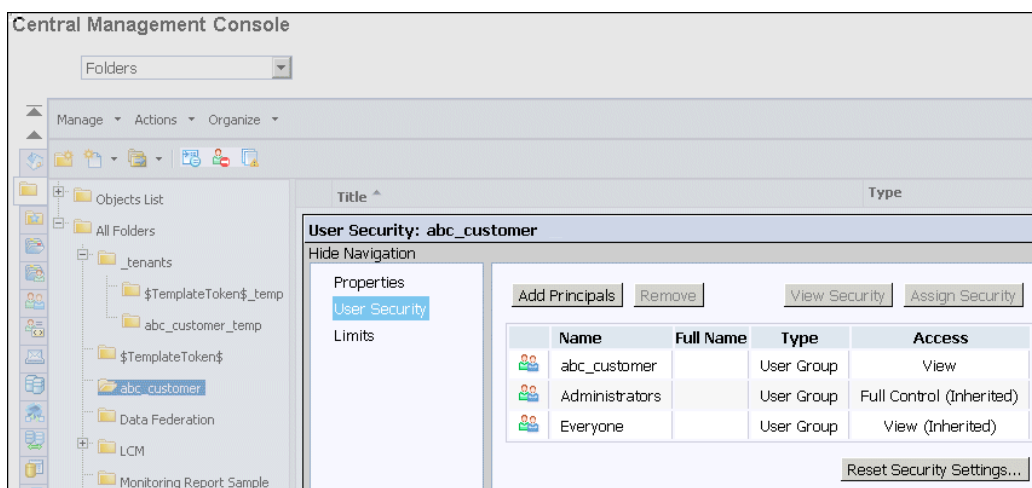 Central Management Console
Folders
Manage Actions Organize
Objects List
Title Type
All Folders
User Security: abc_customer
Hide Navigation
_tenants
Properties
$TemplateToken$_temp
Add Principals Remove View Security Assign Security
User Security
abc_customer_temp
Limits
Name Full Name Type Access
$TemplateToken$
abc_customer User Group View
abc_customer
Administrators User Group Full Control (Inherited)
Data Federation
Everyone User Group View (Inherited)
LCM
Reset Security Settings...
Monitoring Report Sample